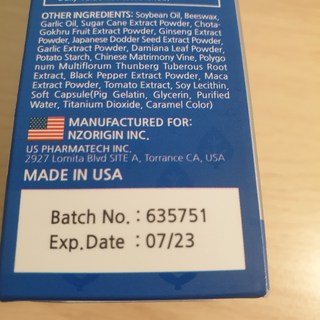 OTHER INGREDIENTS: Soybean Oil, Beeswax,
Garlic Oil, Sugar Cane Extract Powder, Chota-
Gokhru Fruit Extract Powder, Ginseng Extract
Powder, Japanese Dodder Seed Extract Powder,
Garlic Extract Powder, Damiana Leaf Powder,
Potato Starch, Chinese Matrimony Vine, Polygo
num Multiflorum Thunberg Tuberous Root
Extract, Black Pepper Extract Powder, Maca
Extract Powder, Tomato Extract, Soy Lecithin,
Soft Capsule(Pig Gelatin, Glycerin, Purified
Water, Titanium Dioxide, Caramel Color)
MANUFACTURED FOR:
NZORIGIN INC.
US PHARMATECH INC.
2927 Lomita Blvd SITE A, Torrance CA, USA
MADE IN USA
Batch No. : 635751
Exp.Date : 07/23